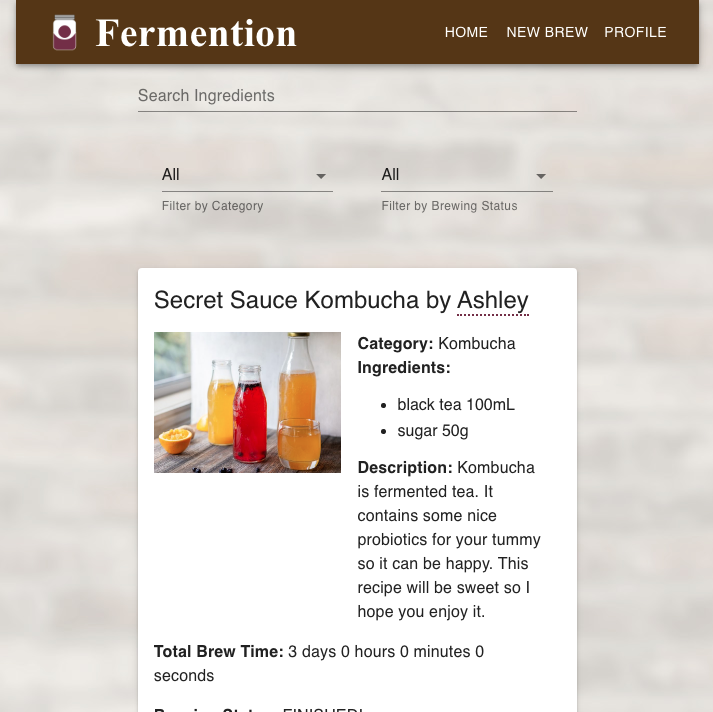 Fermention
HOME NEW BREW PROFILE
Search Ingredients
All All
Filter by Category Filter by Brewing Status
Secret Sauce Kombucha by Ashley
Category: Kombucha
Ingredients:
• black tea 100mL
• sugar 50g
Description: Kombucha
is fermented tea. It
contains some nice
probiotics for your tummy
so it can be happy. This
recipe will be sweet so I
hope you enjoy it.
Total Brew Time: 3 days 0 hours 0 minutes 0
seconds
FINISHED!